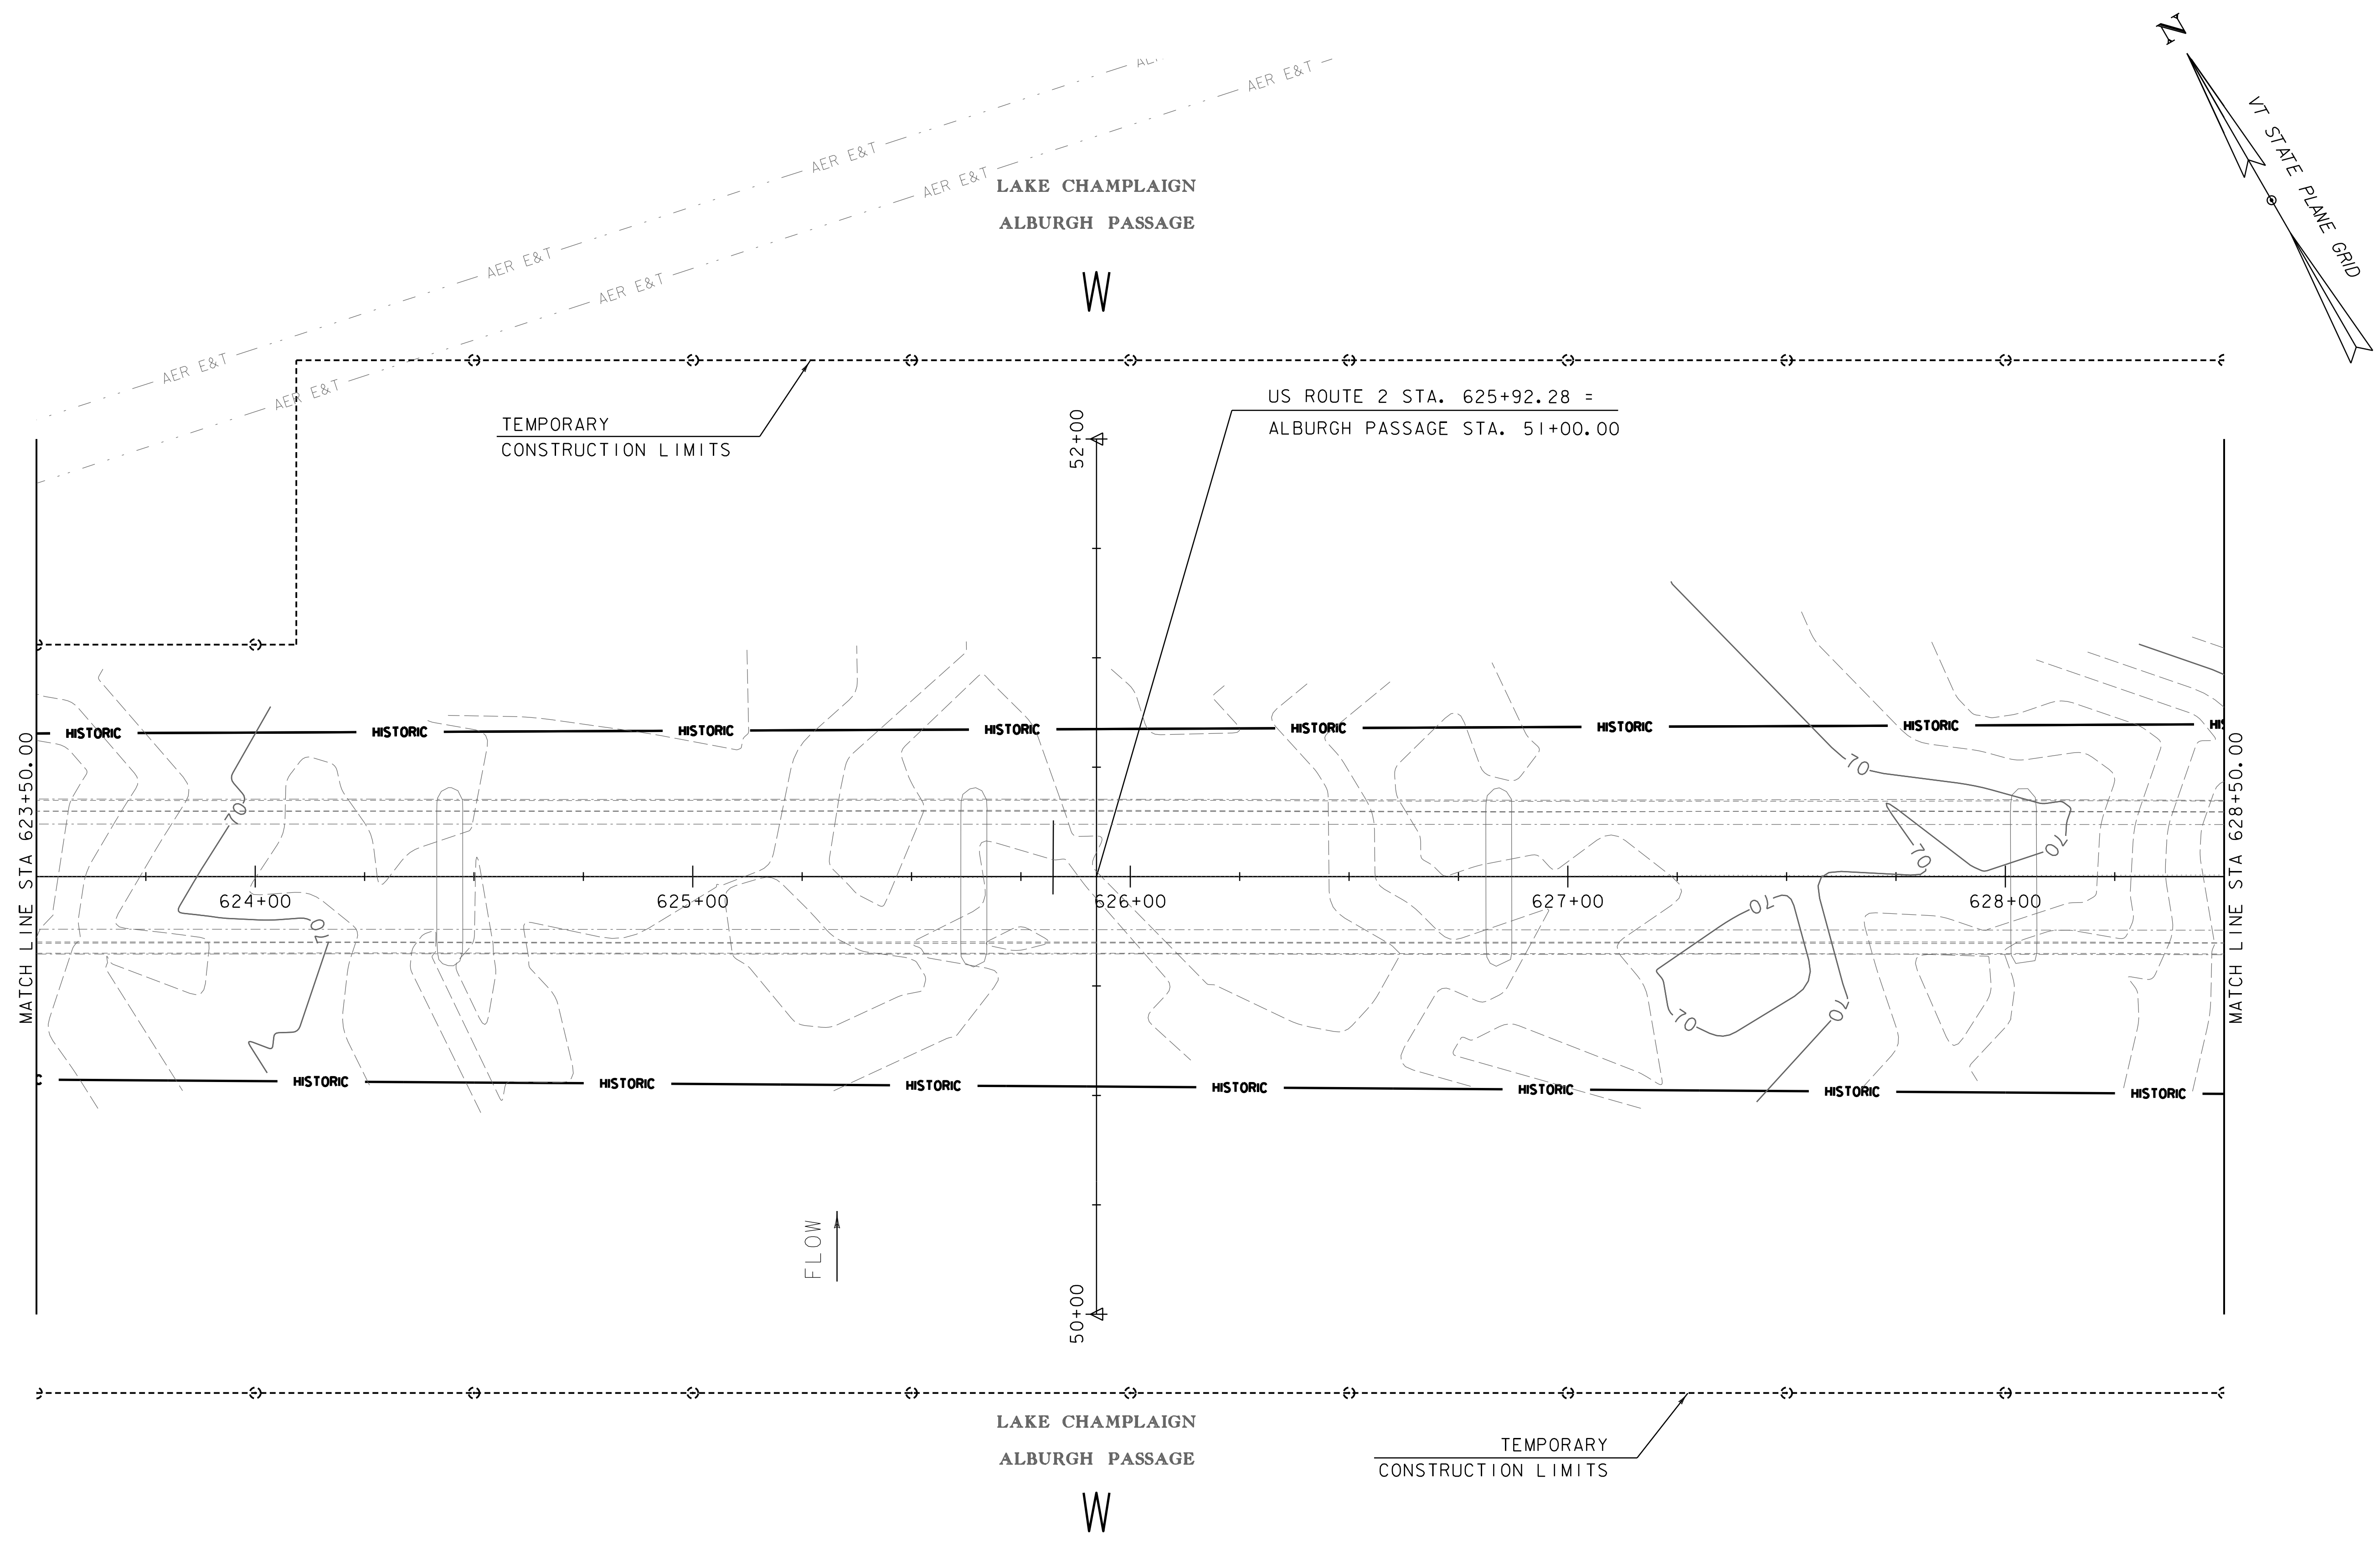 N
VT STATE PLANE GRID
AER E&T
AER E&T
AER E&T
AER E&T
AER E&T
AER E&T
AER E&T
AER E&T
LAKE CHAMPLAIGN
ALBURGH PASSAGE
W
TEMPORARY
CONSTRUCTION LIMITS
US ROUTE 2 STA. 625+92.28 =
ALBURGH PASSAGE STA. 51+00.00
52+00
HISTORIC
HISTORIC
HISTORIC
HISTORIC
HISTORIC
HISTORIC
HISTORIC
HIS
MATCH LINE STA 623+50.00
MATCH LINE STA 628+50.00
70
70
70
70
70
624+00
625+00
626+00
627+00
628+00
70
70
70
C
HISTORIC
HISTORIC
HISTORIC
HISTORIC
HISTORIC
HISTORIC
HISTORIC
FLOW
50+00
LAKE CHAMPLAIGN
ALBURGH PASSAGE
W
TEMPORARY
CONSTRUCTION LIMITS